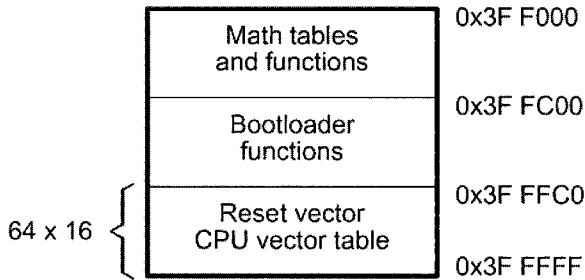 0x3F F000
Math tables
and functions
0x3F FC00
Bootloader
functions
0x3F FFC0
64 x 16
Reset vector
CPU vector table
0x3F FFFF